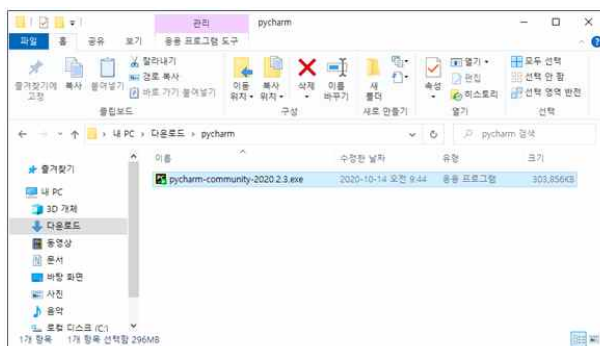 관리 pycharm
파일 홈 공유 보기 응용 프로그램 도구
즐겨찾기에 고정
복사
붙여넣기
잘라내기
경로 복사
바로 가기 붙여넣기
클립보드
이동 위치
복사 위치
삭제
이름 바꾸기
구성
새 폴더
새로 만들기
속성
열기
편집
히스토리
열기
모두 선택
선택 안 함
선택 영역 반전
선택
내 PC > 다운로드 > pycharm
pycharm 검색
이름 수정한 날짜 유형 크기
pycharm-community-2020.2.3.exe 2020-10-14 오전 9:44 응용 프로그램 303,856KB
즐겨찾기
내 PC
3D 개체
다운로드
동영상
문서
바탕 화면
사진
음악
로컬 디스크 (C:)
1개 항목 1개 항목 선택함 296MB